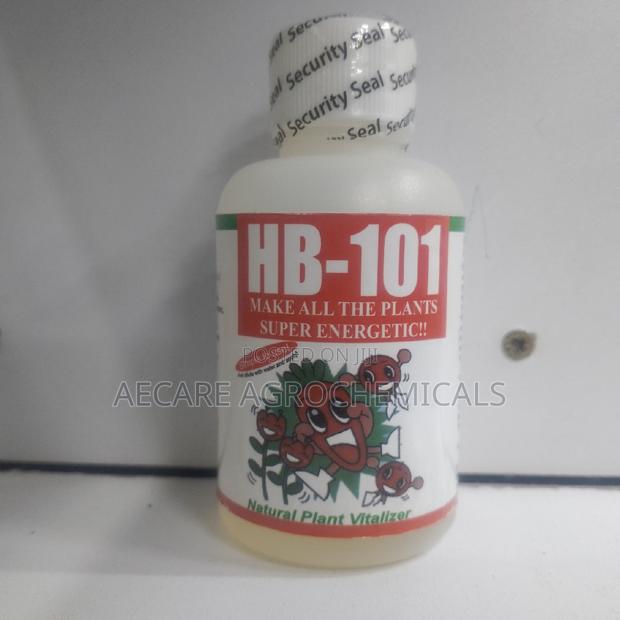 Security Seal
Security Seal
Security Seal
Seal
HB-101
MAKE ALL THE PLANTS
SUPER ENERGETIC!!
POSTED ON JIJI
AECARE AGROCHEMICALS
Natural Plant Vitalizer